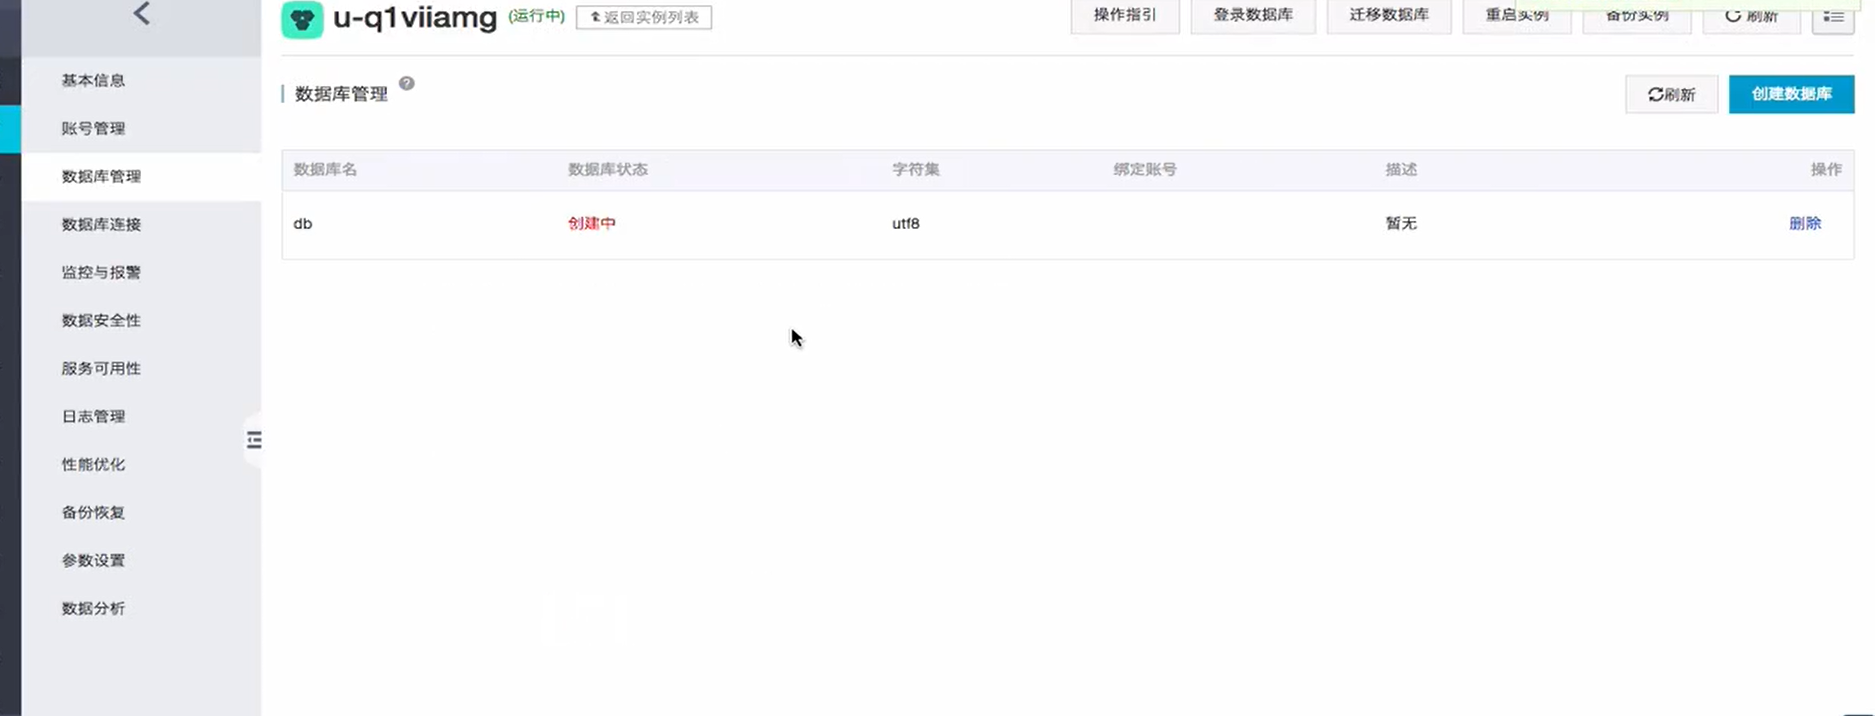 u-q1viiamg (运行中) 返回实例列表 操作指引 登录数据库 迁移数据库 重启实例 备份实例 刷新
基本信息
账号管理
数据库管理
数据库连接
监控与报警
数据安全性
服务可用性
日志管理
性能优化
备份恢复
参数设置
数据分析
数据库管理 ? 刷新 创建数据库
数据库名 数据库状态 字符集 绑定账号 描述 操作
db 创建中 utf8 暂无 删除